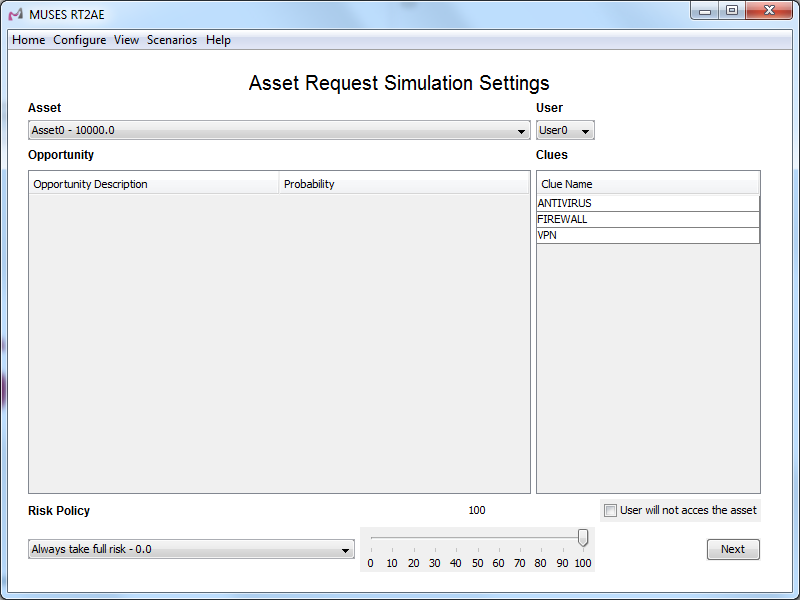 MUSES RT2AE
Home Configure View Scenarios Help
Asset Request Simulation Settings
Asset User
Asset0 - 10000.0 User0
Opportunity Clues
Opportunity Description Probability Clue Name
ANTIVIRUS
FIREWALL
VPN
Risk Policy 100 User will not acces the asset
Always take full risk - 0.0 Next
0 10 20 30 40 50 60 70 80 90 100